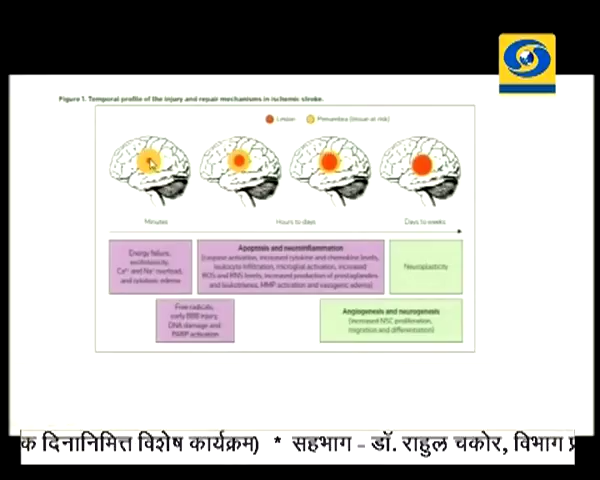 Figure 1. Temporal profile of the injury and repair mechanisms in ischemic stroke.
Lesion Penumbra (tissue at risk)
Minutes Hours to days Days to weeks
Energy failure,
excitotoxicity,
Ca²⁺ and Na⁺ overload,
and cytotoxic edema
Apoptosis and neuroinflammation
(caspase activation, increased cytokine and chemokine levels,
leukocyte infiltration, microglial activation, increased
ROS and RNS levels, increased production of prostaglandins
and leukotrienes, MMP activation and vasogenic edema)
Neuroplasticity
Free radicals,
early BBB injury,
DNA damage and
PARP activation
Angiogenesis and neurogenesis
(increased NSC proliferation,
migration and differentiation)
क दिनानिमित्त विशेष कार्यक्रम) * सहभाग - डॉ. राहुल चकोर, विभाग प्र